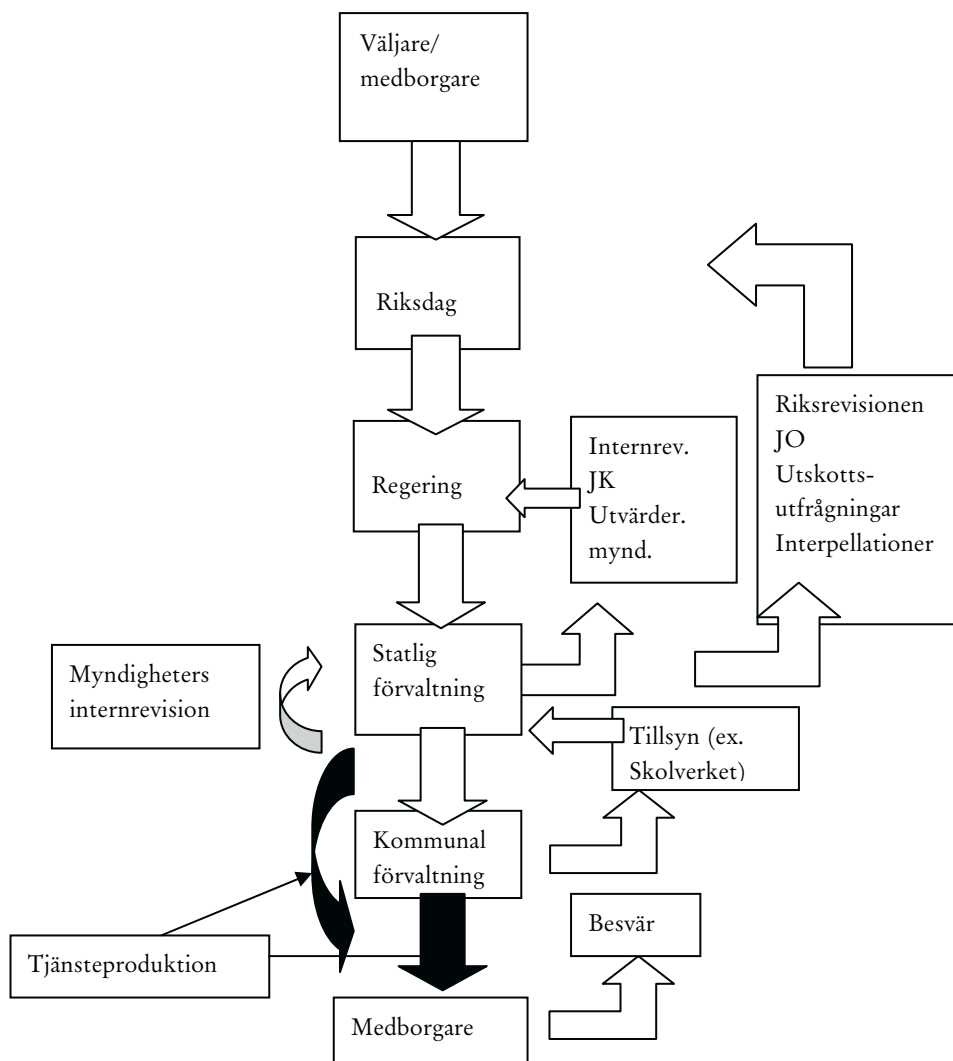 Väljare/
medborgare
Riksdag
Regering
Internrev.
JK
Utvärder.
mynd.
Riksrevisionen
JO
Utskotts-
utfrågningar
Interpellationer
Statlig
förvaltning
Myndigheters
internrevision
Tillsyn (ex.
Skolverket)
Kommunal
förvaltning
Besvär
Tjänsteproduktion
Medborgare